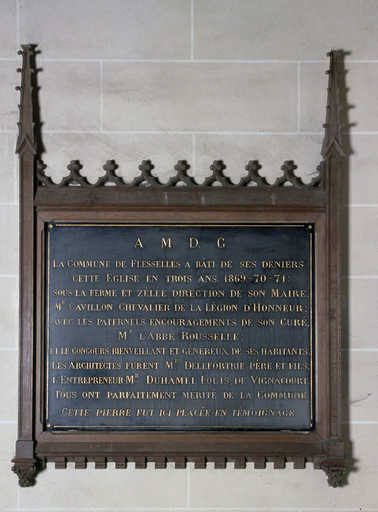 A M D G
LA COMMUNE DE FLESSELLES A BATI DE SES DENIERS
CETTE EGLISE EN TROIS ANS, 1869-70-71;
SOUS LA FERME ET ZÉLÉE DIRECTION DE SON MAIRE,
Mr CAVILLON CHEVALIER DE LA LÉGION D'HONNEUR;
AVEC LES PATERNELS ENCOURAGEMENTS DE SON CURÉ,
Mr L'ABBÉ ROUSSELLE;
ET LE CONCOURS BIENVEILLANT ET GÉNÉREUX DE SES HABITANTS.
LES ARCHITECTES FURENT Mrs DELEFORTRIE PÈRE ET FILS,
L'ENTREPRENEUR Mr DUHAMEL LOUIS, DE VIGNACOURT
TOUS ONT PARFAITEMENT MÉRITÉ DE LA COMMUNE
CETTE PIERRE FUT ICI PLACÉE EN TÉMOIGNAGE